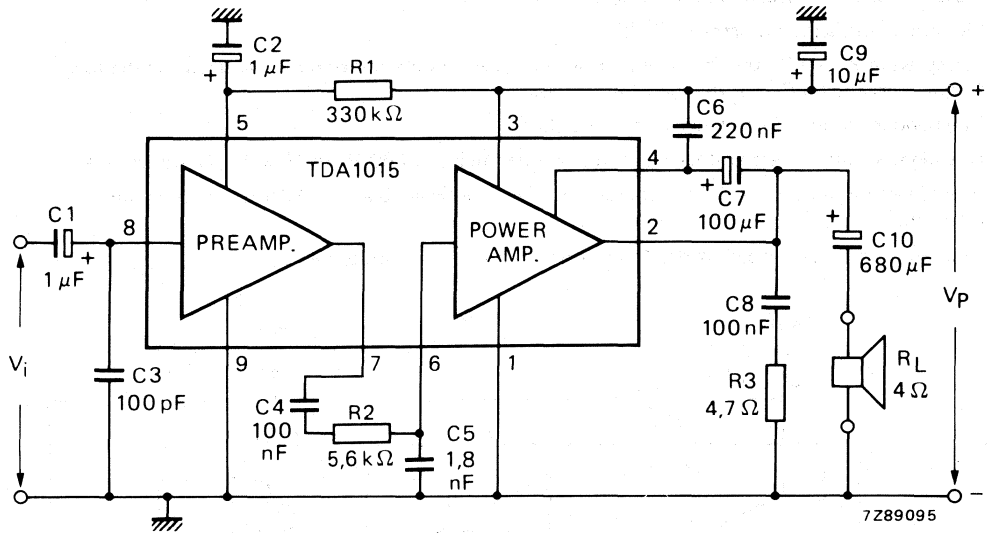 C2
1 µF
+
C9
10 µF
+
R1
330 kΩ
+
5
3
C6
220 nF
TDA1015
4
+
C7
100 µF
C1
1 µF
+
8
PREAMP.
POWER
AMP.
2
+
C10
680 µF
Vi
VP
C3
100 pF
9
7
6
1
C8
100 nF
R3
4,7 Ω
RL
4 Ω
C4
100
nF
R2
5,6 kΩ
C5
1,8
nF
−
7Z89095